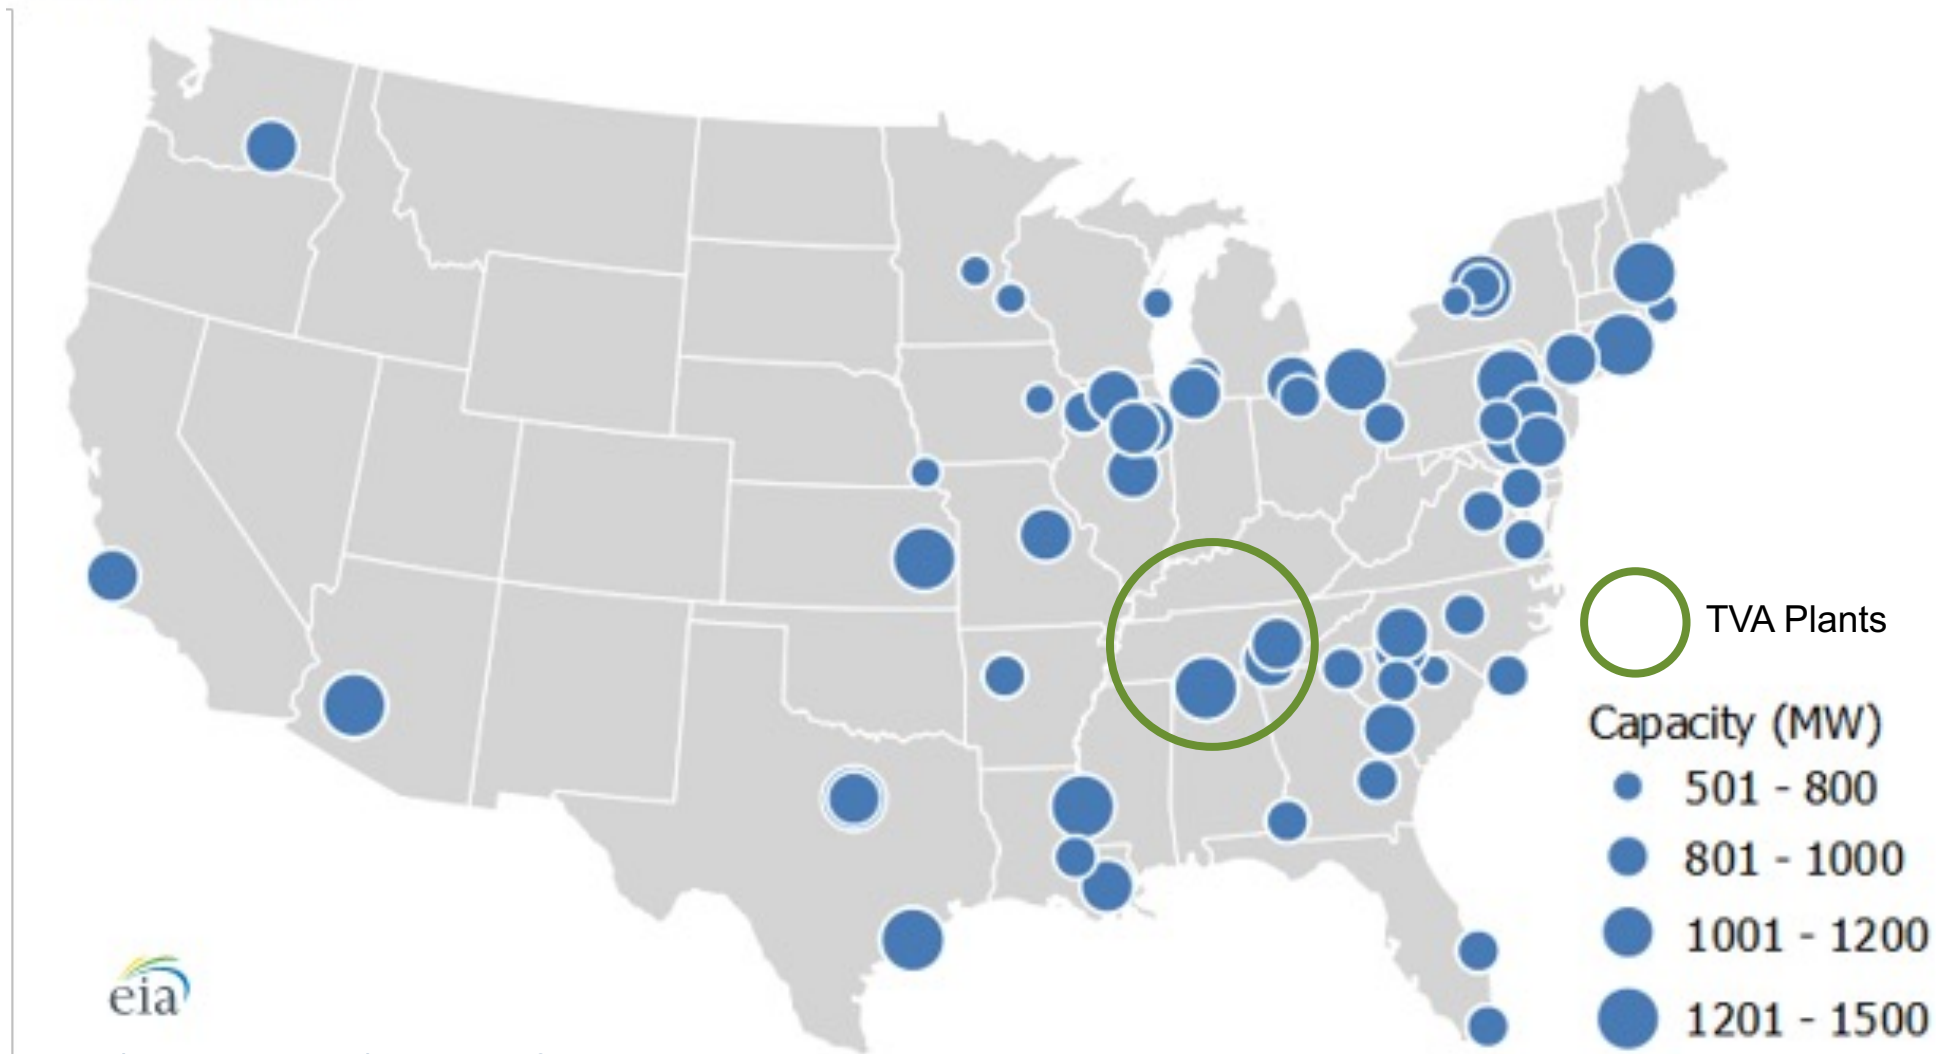 TVA Plants
Capacity (MW)
501 - 800
801 - 1000
1001 - 1200
1201 - 1500
eia